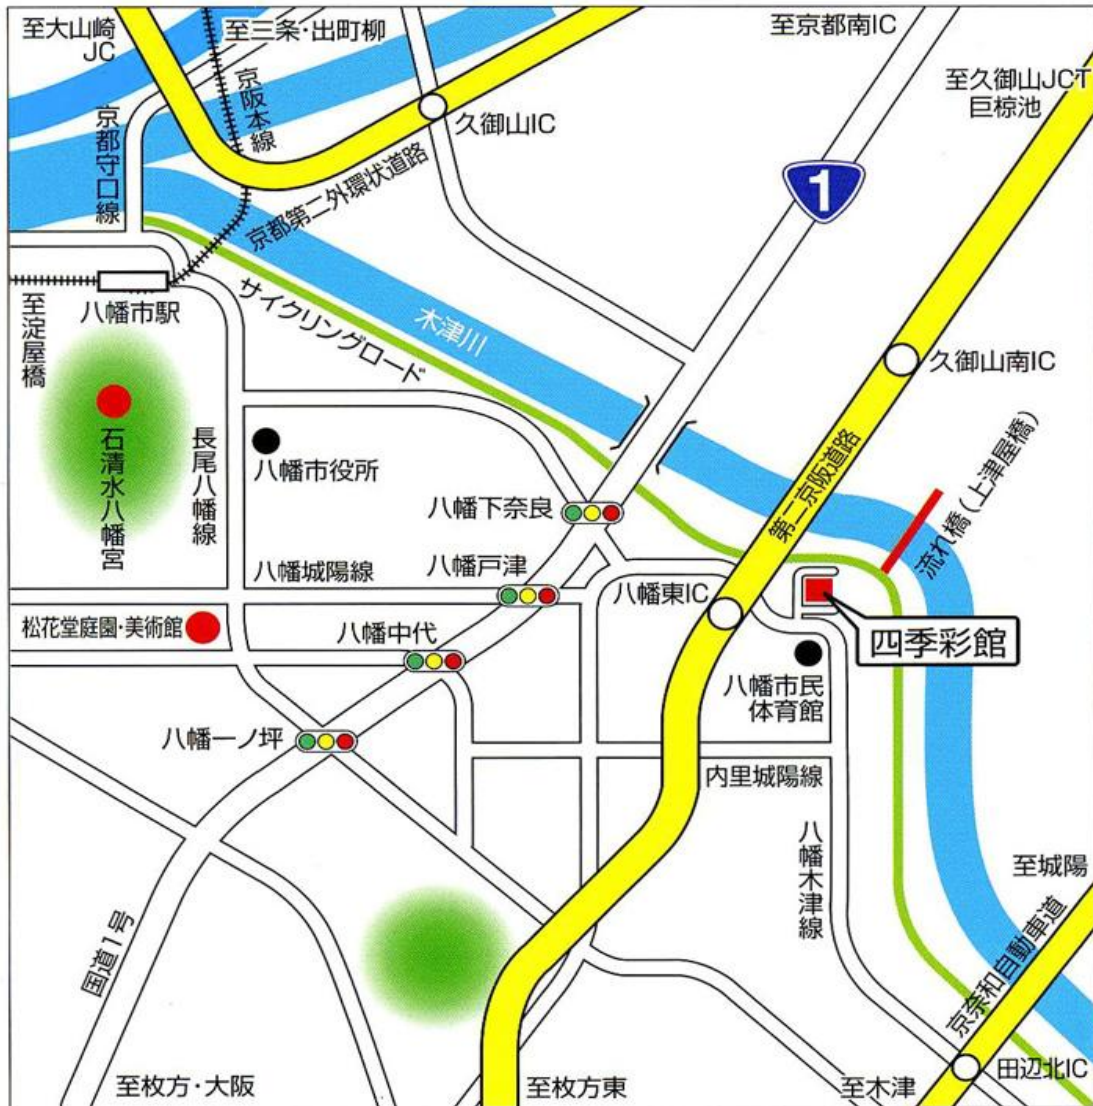 至大山崎
JC
至三条・出町柳
至京都南IC
至久御山JCT
巨椋池
京阪本線
久御山IC
京都守口線
京都第二外環状道路
1
八幡市駅
至淀屋橋
サイクリングロード
木津川
久御山南IC
石清水八幡宮
長尾八幡線
八幡市役所
第二京阪道路
流れ橋(上津屋橋)
八幡下奈良
八幡城陽線
八幡戸津
八幡東IC
松花堂庭園・美術館
八幡中代
四季彩館
八幡市民
体育館
八幡一ノ坪
内里城陽線
八幡木津線
至城陽
国道1号
京奈和自動車道
至枚方・大阪
至枚方東
至木津
田辺北IC